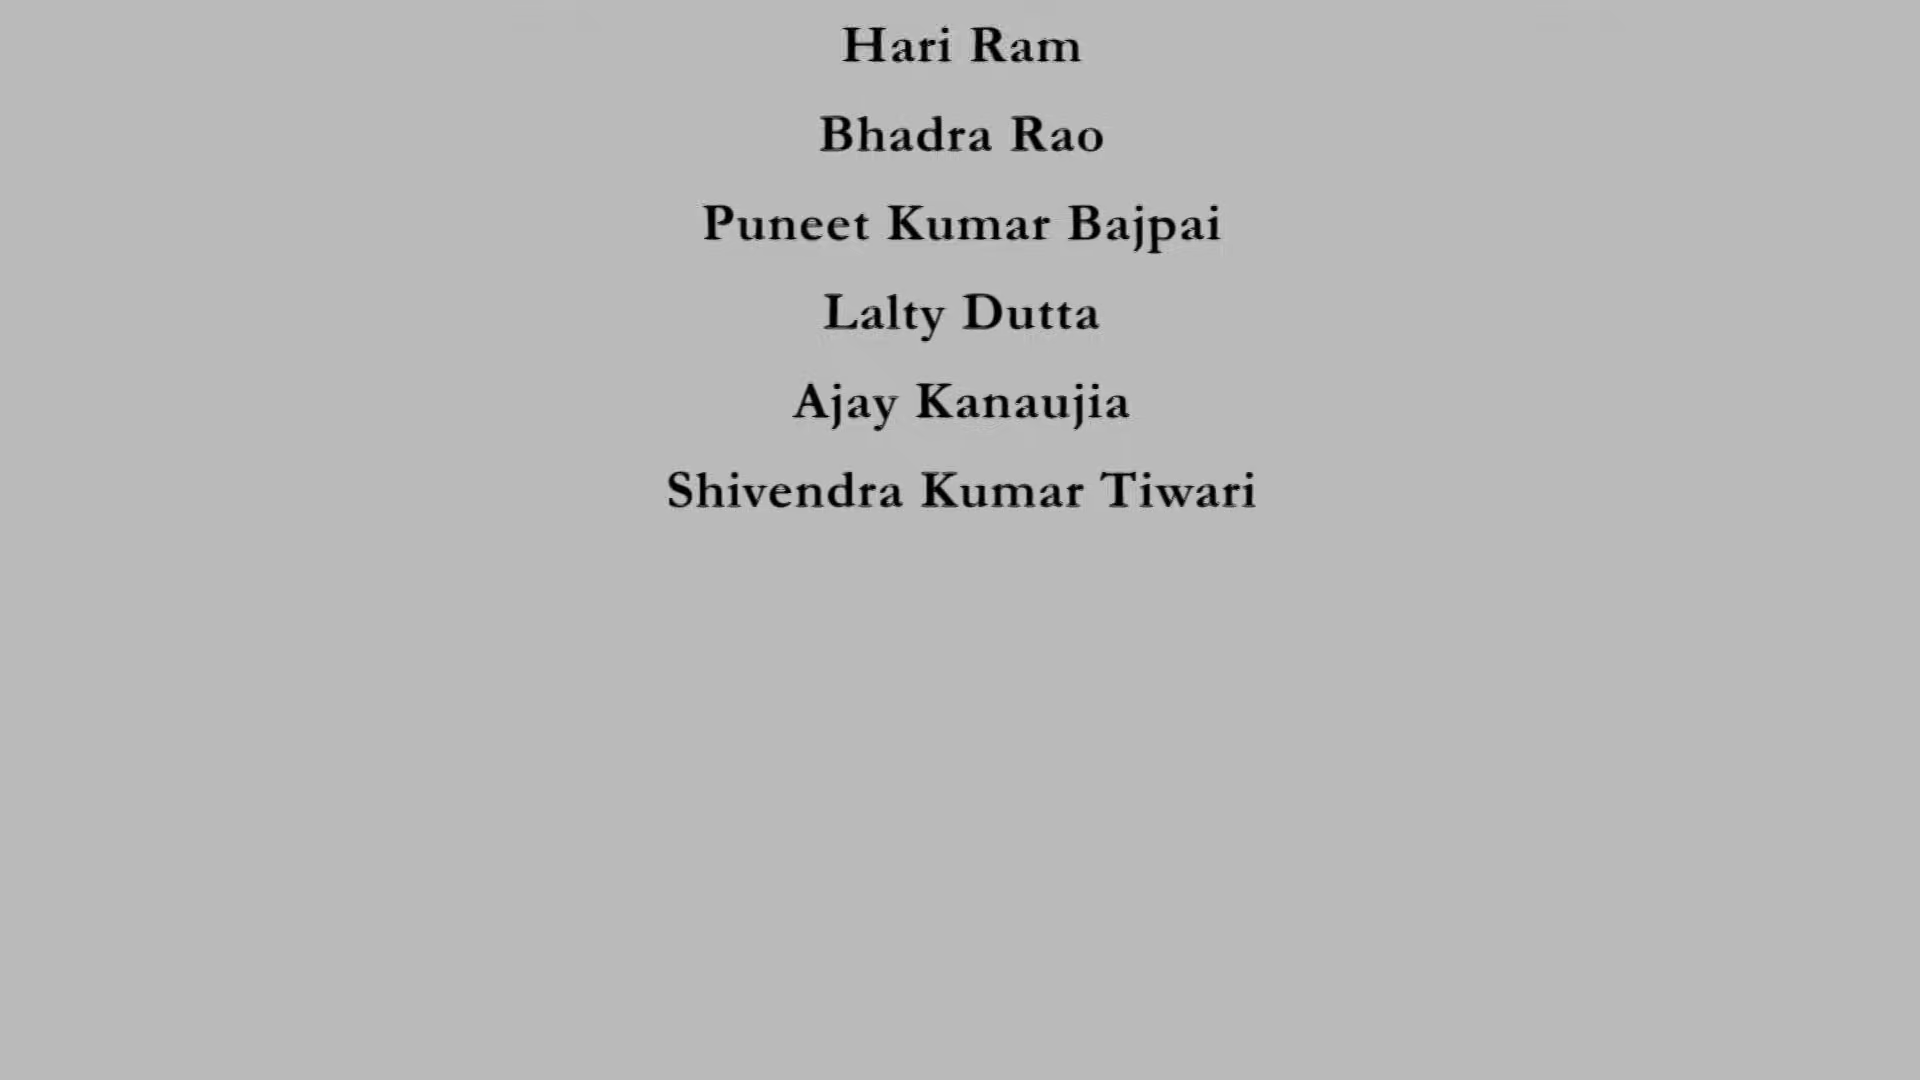 Hari Ram
Bhadra Rao
Puneet Kumar Bajpai
Lalty Dutta
Ajay Kanaujia
Shivendra Kumar Tiwari